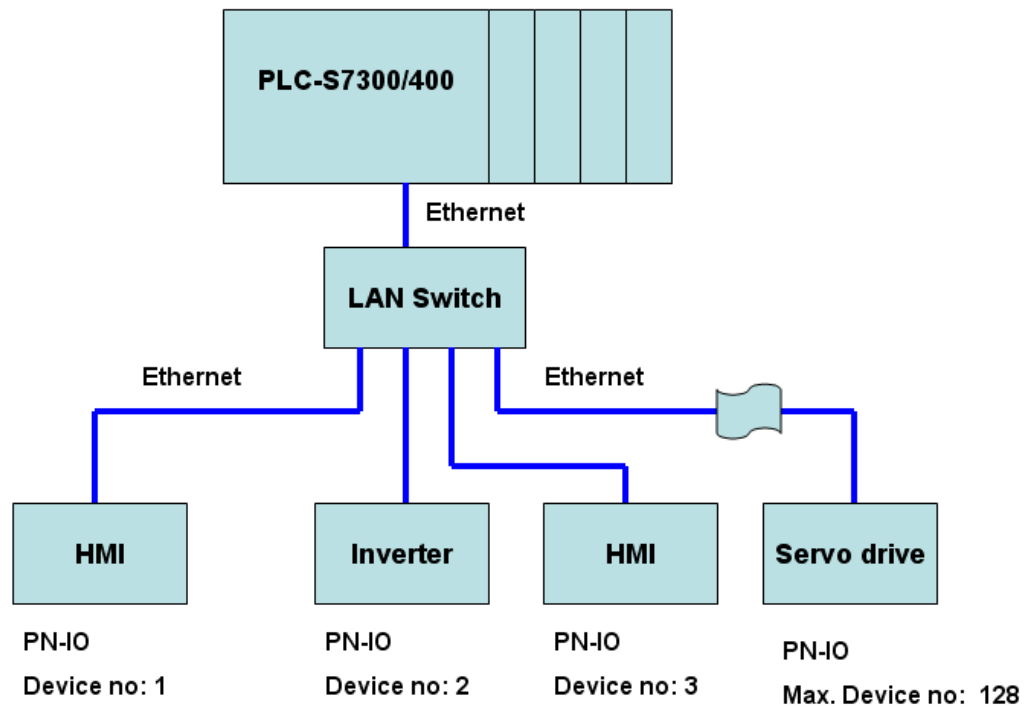 PLC-S7300/400
Ethernet
LAN Switch
Ethernet
Ethernet
HMI
Inverter
HMI
Servo drive
PN-IO
Device no: 1
PN-IO
Device no: 2
PN-IO
Device no: 3
PN-IO
Max. Device no: 128